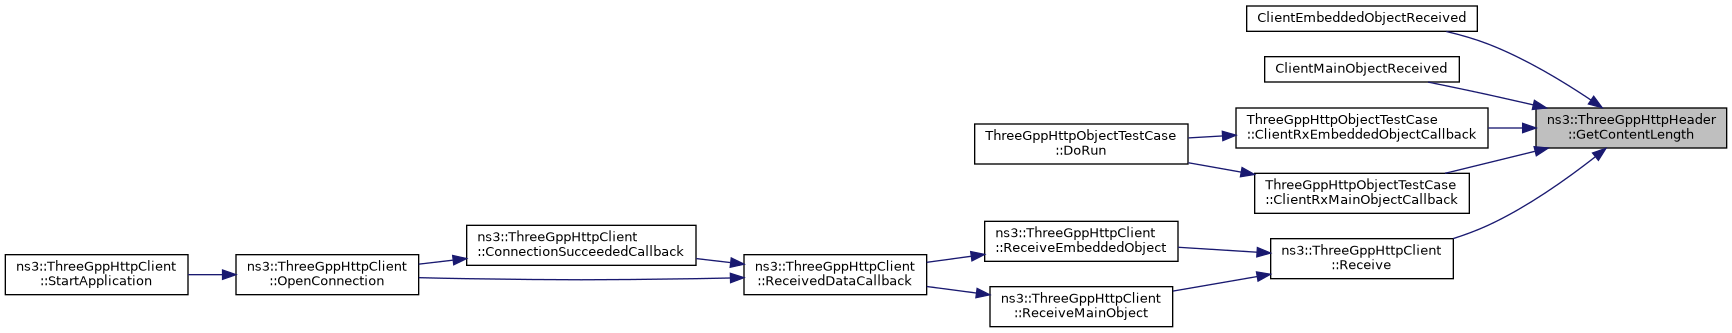 ClientEmbeddedObjectReceived
ClientMainObjectReceived
ns3::ThreeGppHttpHeader
::GetContentLength
ThreeGppHttpObjectTestCase
::ClientRxEmbeddedObjectCallback
ThreeGppHttpObjectTestCase
::DoRun
ThreeGppHttpObjectTestCase
::ClientRxMainObjectCallback
ns3::ThreeGppHttpClient
::ReceiveEmbeddedObject
ns3::ThreeGppHttpClient
::ConnectionSucceededCallback
ns3::ThreeGppHttpClient
::Receive
ns3::ThreeGppHttpClient
::StartApplication
ns3::ThreeGppHttpClient
::OpenConnection
ns3::ThreeGppHttpClient
::ReceivedDataCallback
ns3::ThreeGppHttpClient
::ReceiveMainObject